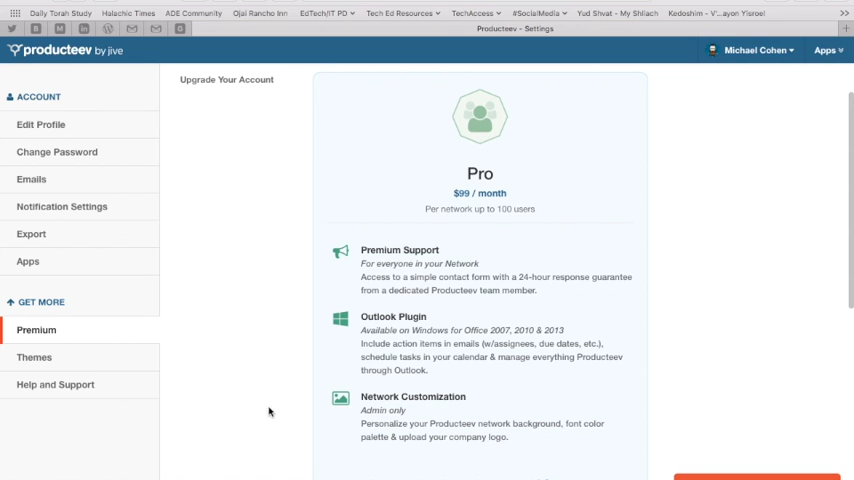 Daily Torah Study Halachic Times ADE Community Ojai Rancho Inn EdTech/IT PD Tech Ed Resources TechAccess #SocialMedia Yud Shvat - My Shliach Kedoshim - V'...ayon Yisroel >>
Producteev - Settings
producteev by jive
Michael Cohen Apps
ACCOUNT
Edit Profile
Change Password
Emails
Notification Settings
Export
Apps
GET MORE
Premium
Themes
Help and Support
Upgrade Your Account
Pro
$99 / month
Per network up to 100 users
Premium Support
For everyone in your Network
Access to a simple contact form with a 24-hour response guarantee
from a dedicated Producteev team member.
Outlook Plugin
Available on Windows for Office 2007, 2010 & 2013
Include action items in emails (w/assignees, due dates, etc.),
schedule tasks in your calendar & manage everything Producteev
through Outlook.
Network Customization
Admin only
Personalize your Producteev network background, font color
palette & upload your company logo.